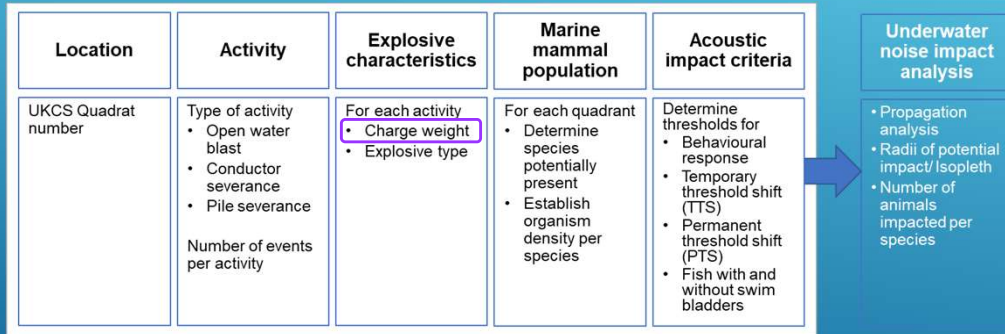 Location
UKCS Quadrat
number
Activity
Type of activity
• Open water
blast
• Conductor
severance
• Pile severance
Number of events
per activity
Explosive
characteristics
For each activity
• Charge weight
• Explosive type
Marine
mammal
population
For each quadrant
• Determine
species
potentially
present
• Establish
organism
density per
species
Acoustic
impact criteria
Determine
thresholds for
• Behavioural
response
• Temporary
threshold shift
(TTS)
• Permanent
threshold shift
(PTS)
• Fish with and
without swim
bladders
Underwater
noise impact
analysis
• Propagation
analysis
• Radii of potential
impact/ Isopleth
• Number of
animals
impacted per
species